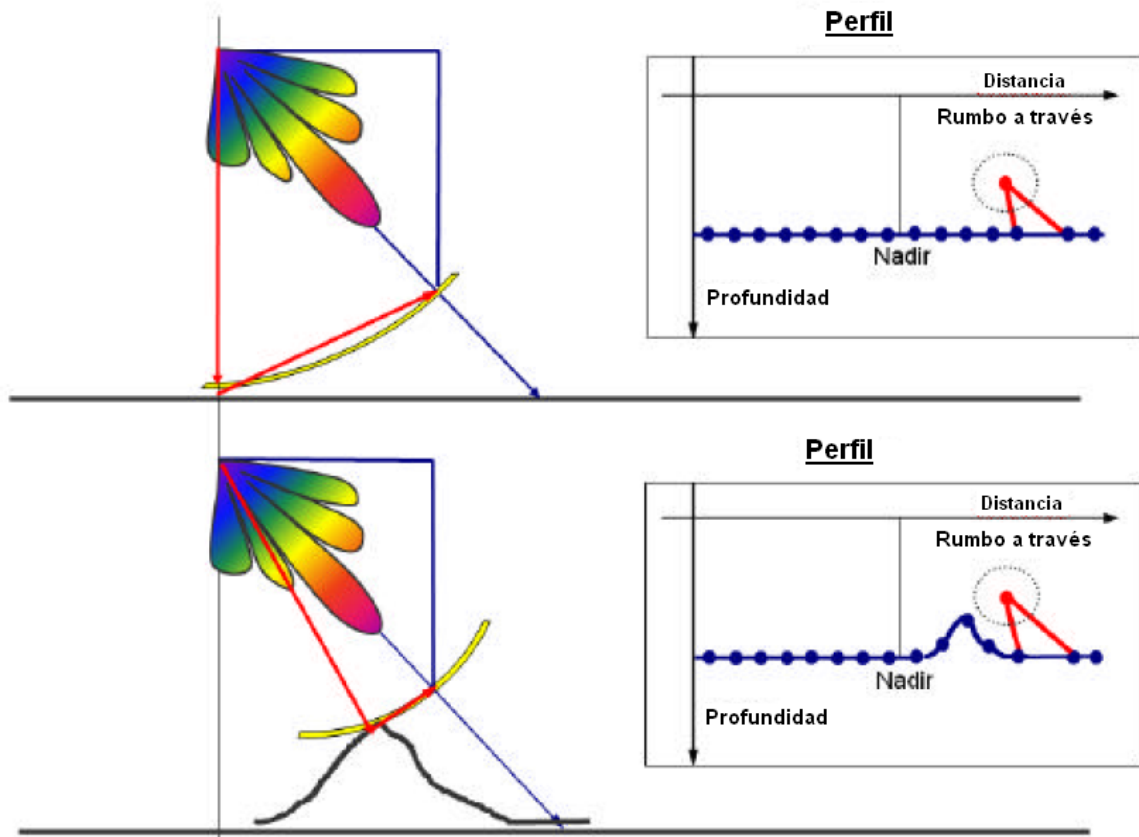 Perfil
Distancia
Rumbo a través
Nadir
Profundidad
Perfil
Distancia
Rumbo a través
Nadir
Profundidad